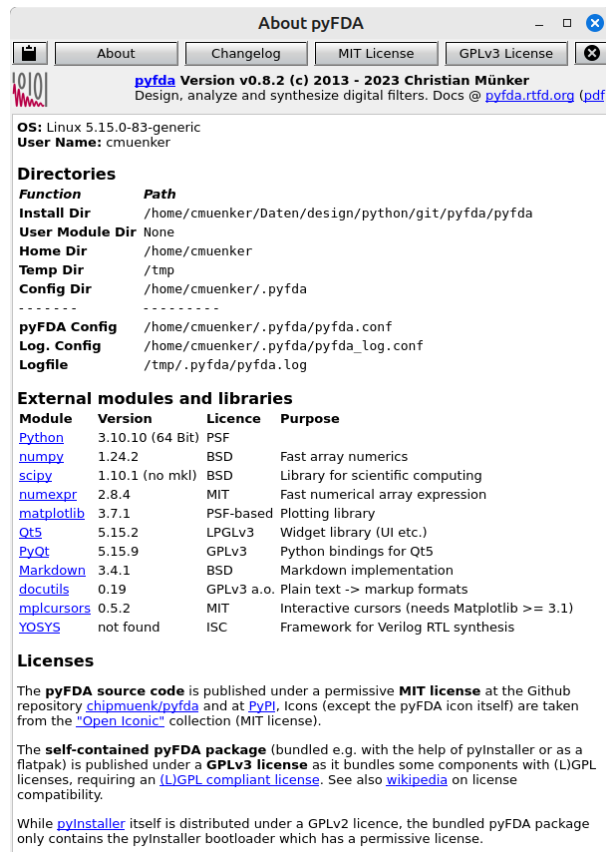 About pyFDA
About Changelog MIT License GPLv3 License
pyfda Version v0.8.2 (c) 2013 - 2023 Christian Münker
Design, analyze and synthesize digital filters. Docs @ pyfda.rtfd.org (pdf
OS: Linux 5.15.0-83-generic
User Name: cmuenker
Directories
Function Path
Install Dir /home/cmuenker/Daten/design/python/git/pyfda/pyfda
User Module Dir None
Home Dir /home/cmuenker
Temp Dir /tmp
Config Dir /home/cmuenker/.pyfda
- - - - - - - - - - - - - - - -
pyFDA Config /home/cmuenker/.pyfda/pyfda.conf
Log. Config /home/cmuenker/.pyfda/pyfda_log.conf
Logfile /tmp/.pyfda/pyfda.log
External modules and libraries
Module Version Licence Purpose
Python 3.10.10 (64 Bit) PSF
numpy 1.24.2 BSD Fast array numerics
scipy 1.10.1 (no mkl) BSD Library for scientific computing
numexpr 2.8.4 MIT Fast numerical array expression
matplotlib 3.7.1 PSF-based Plotting library
Qt5 5.15.2 LPGLv3 Widget library (UI etc.)
PyQt 5.15.9 GPLv3 Python bindings for Qt5
Markdown 3.4.1 BSD Markdown implementation
docutils 0.19 GPLv3 a.o. Plain text -> markup formats
mplcursors 0.5.2 MIT Interactive cursors (needs Matplotlib >= 3.1)
YOSYS not found ISC Framework for Verilog RTL synthesis
Licenses
The pyFDA source code is published under a permissive MIT license at the Github
repository chipmuenk/pyfda and at PyPI, Icons (except the pyFDA icon itself) are taken
from the "Open Iconic" collection (MIT license).
The self-contained pyFDA package (bundled e.g. with the help of pyInstaller or as a
flatpak) is published under a GPLv3 license as it bundles some components with (L)GPL
licenses, requiring an (L)GPL compliant license. See also wikipedia on license
compatibility.
While pyInstaller itself is distributed under a GPLv2 licence, the bundled pyFDA package
only contains the pyInstaller bootloader which has a permissive license.